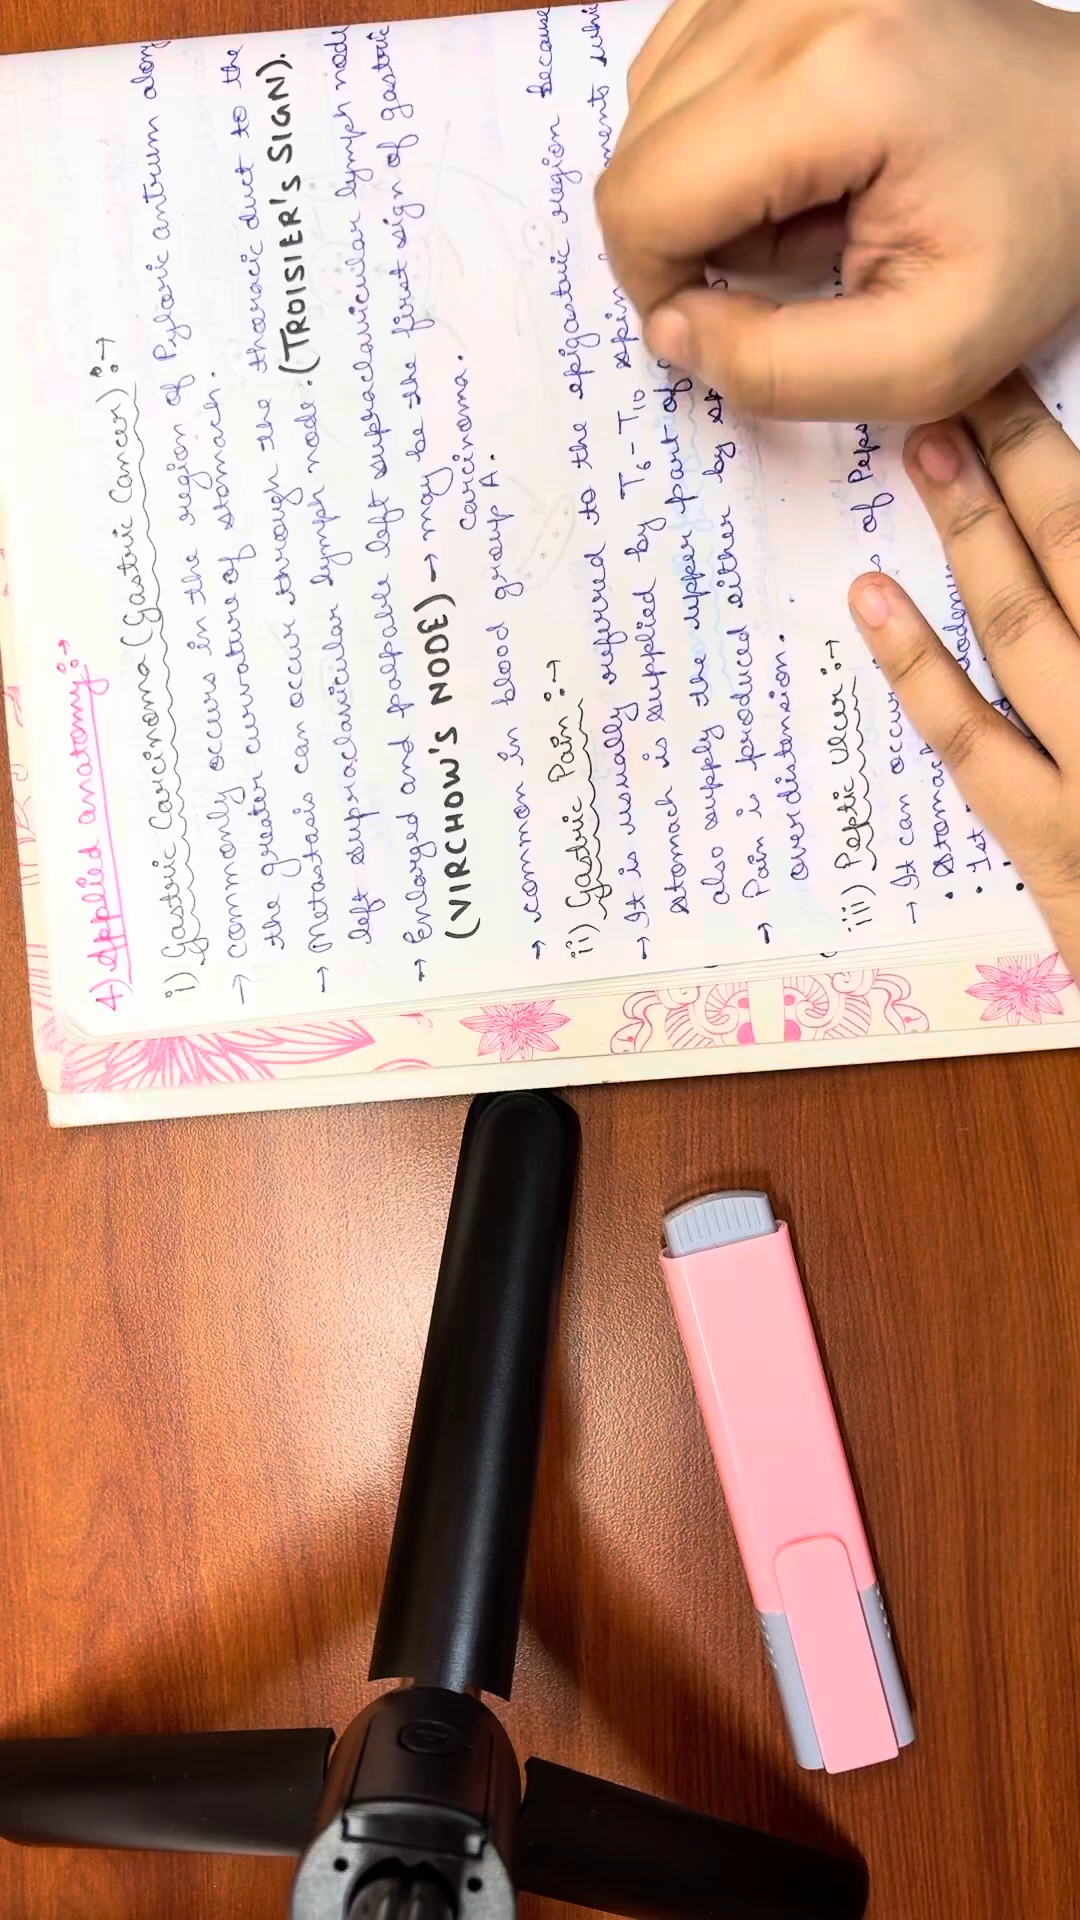 4) Applied anatomy :→
i) Gastric Carcinoma (Gastric Cancer) :→
→ commonly occurs in the region of Pyloric antrum along
the greater curvature of stomach.
→ Metastasis can occur through the thoracic duct to the
left supraclavicular lymph node. (TROISIER'S SIGN).
→ Enlarged and palpable left supraclavicular lymph node
(VIRCHOW'S NODE) → may be the first sign of gastric
carcinoma.
→ common in blood group A.
ii) Gastric Pain :→
→ It is usually referred to the epigastric region because
stomach is supplied by T6 - T10
also supply the upper part of
→ Pain is produced either by
overdistension.
iii) Peptic Ulcer :→
→ It can occur of
• 
• 1st